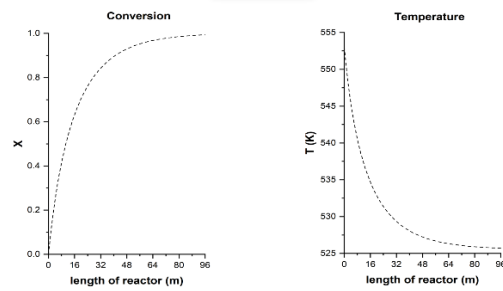 Conversion
1.0
0.8
0.6
0.4
0.2
0.0
X
0 16 32 48 64 80 96
length of reactor (m)
Temperature
555
550
545
540
535
530
525
T (K)
0 16 32 48 64 80 96
length of reactor (m)